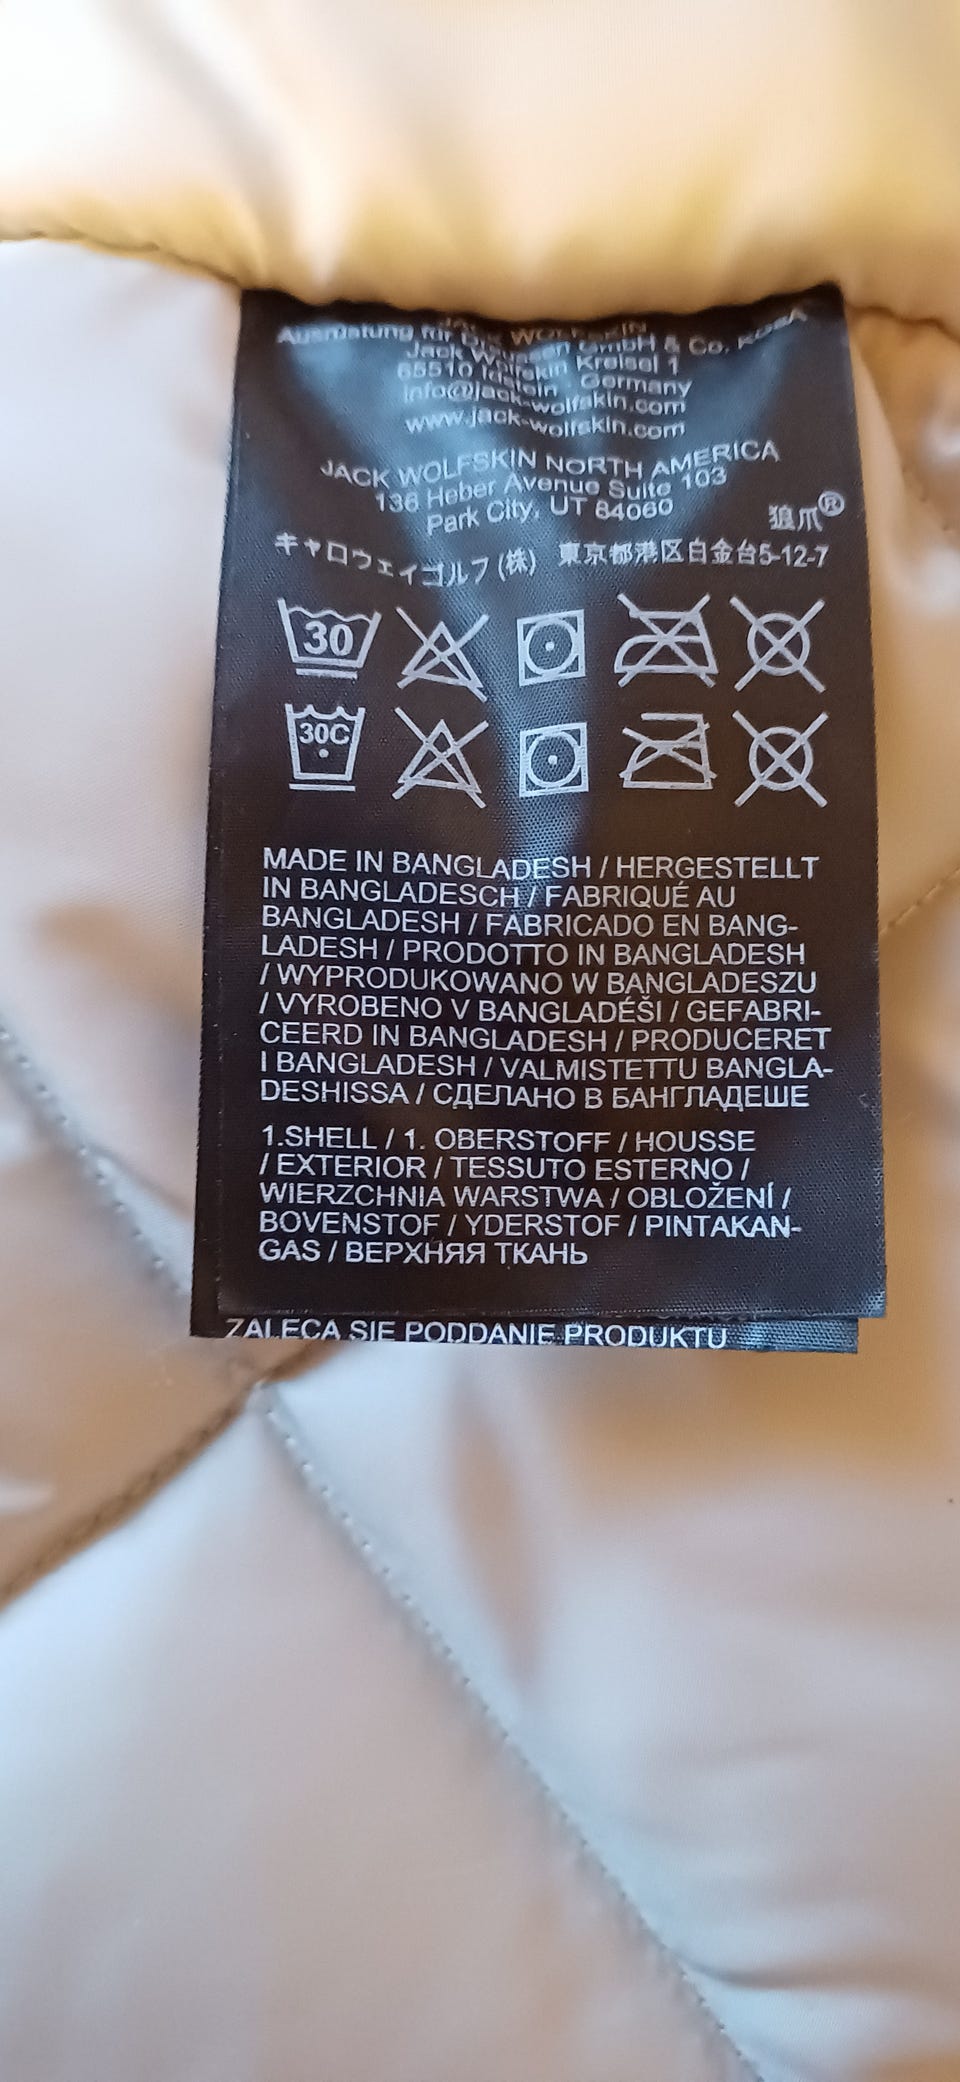 JACK WOLFSKIN
Ausrüstung für Draussen GmbH & Co. KGaA
Jack Wolfskin Kreisel 1
65510 Idstein · Germany
info@jack-wolfskin.com
www.jack-wolfskin.com
JACK WOLFSKIN NORTH AMERICA
136 Heber Avenue Suite 103
Park City, UT 84060
狼爪®
キャロウェイゴルフ(株) 東京都港区白金台5-12-7
30
30C
MADE IN BANGLADESH / HERGESTELLT
IN BANGLADESCH / FABRIQUÉ AU
BANGLADESH / FABRICADO EN BANG-
LADESH / PRODOTTO IN BANGLADESH
/ WYPRODUKOWANO W BANGLADESZU
/ VYROBENO V BANGLADÉŠI / GEFABRI-
CEERD IN BANGLADESH / PRODUCERET
I BANGLADESH / VALMISTETTU BANGLA-
DESHISSA / СДЕЛАНО В БАНГЛАДЕШЕ
1.SHELL / 1. OBERSTOFF / HOUSSE
/ EXTERIOR / TESSUTO ESTERNO /
WIERZCHNIA WARSTWA / OBLOŽENÍ /
BOVENSTOF / YDERSTOF / PINTAKAN-
GAS / ВЕРХНЯЯ ТКАНЬ
ZALECA SIĘ PODDANIE PRODUKTU